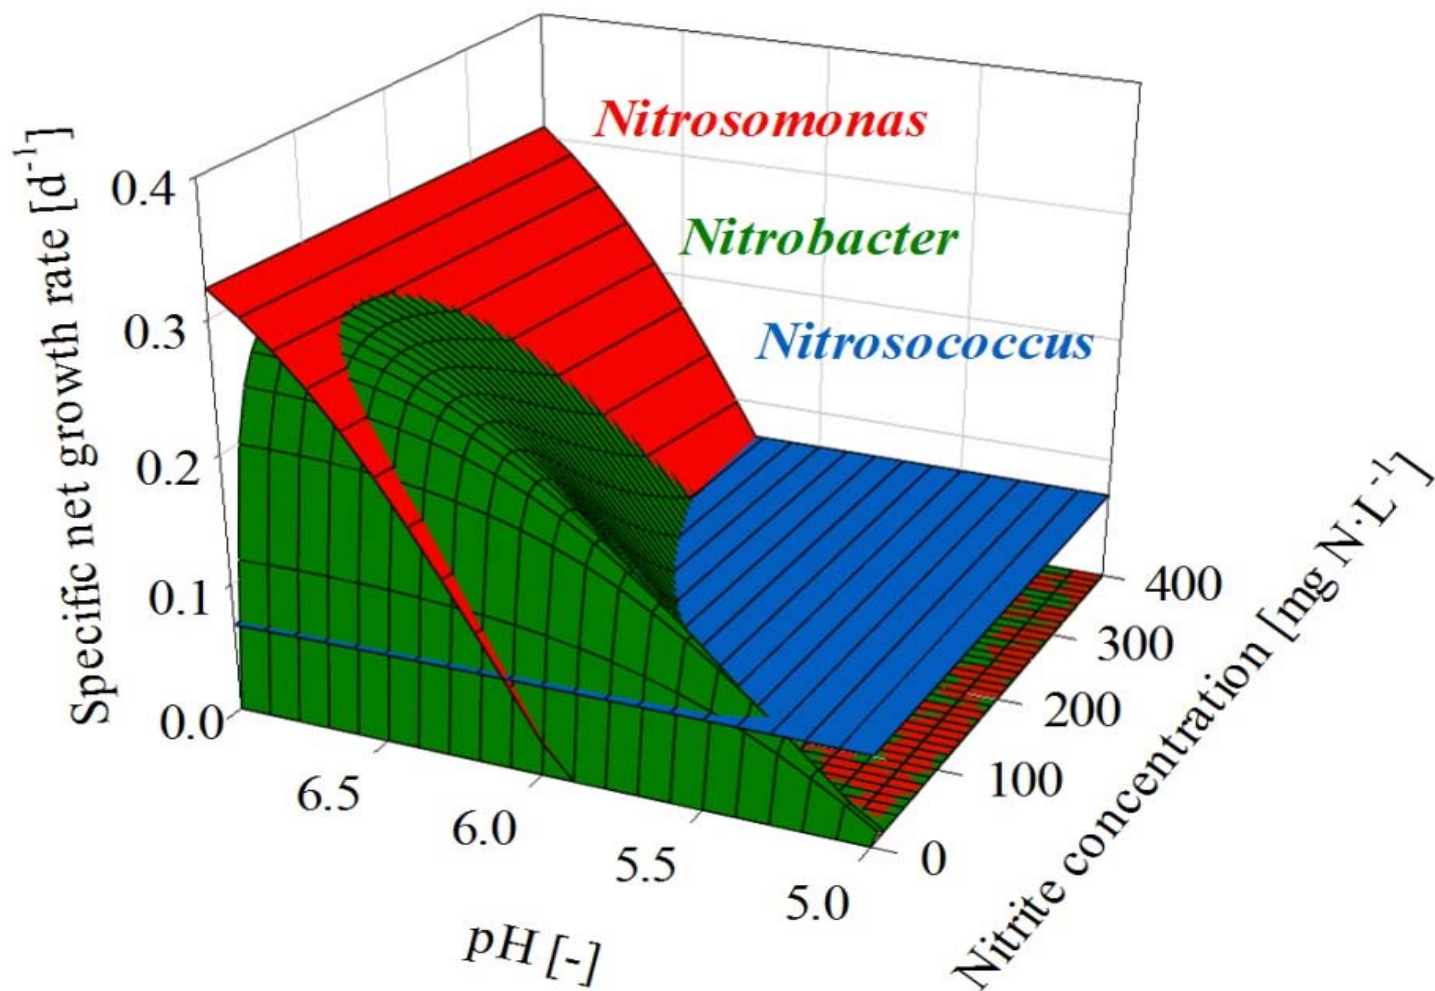 Nitrosomonas
Nitrobacter
Nitrosococcus
Specific net growth rate [d⁻¹]
0.4
0.3
0.2
0.1
0.0
6.5
6.0
5.5
5.0
pH [-]
400
300
200
100
0
Nitrite concentration [mg N·L⁻¹]